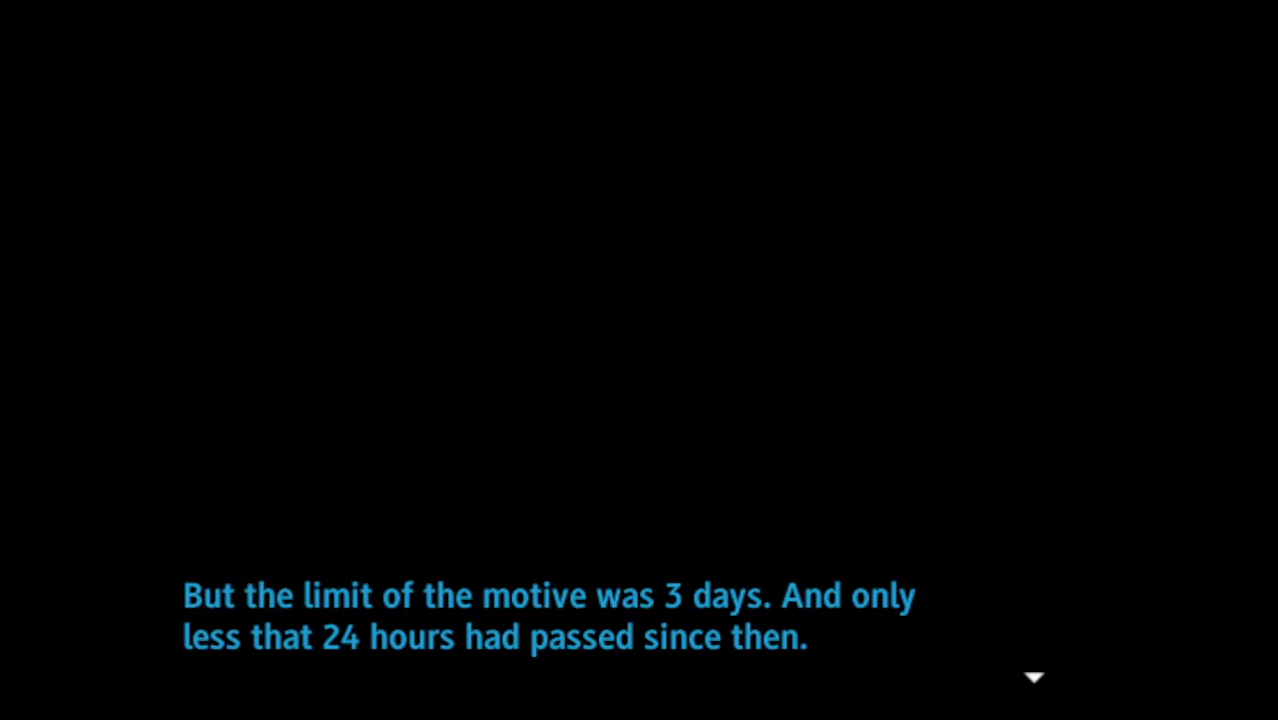 But the limit of the motive was 3 days. And only
less that 24 hours had passed since then.